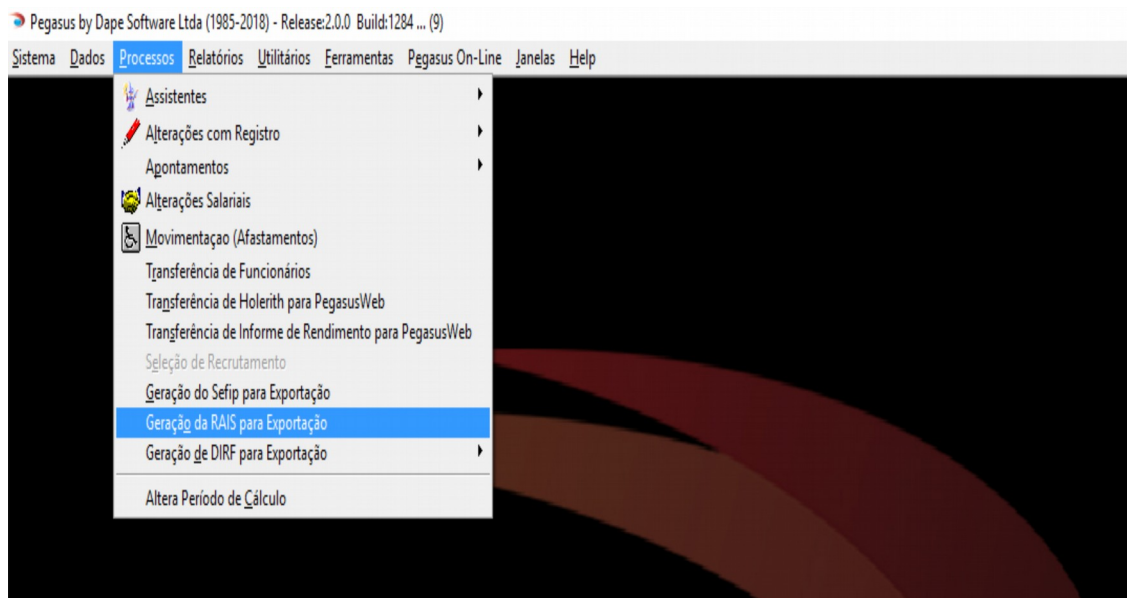 Pegasus by Dape Software Ltda (1985-2018) - Release:2.0.0 Build:1284 ... (9)
Sistema Dados Processos Relatórios Utilitários Ferramentas Pegasus On-Line Janelas Help
Assistentes
Alterações com Registro
Apontamentos
Alterações Salariais
Movimentaçao (Afastamentos)
Transferência de Funcionários
Transferência de Holerith para PegasusWeb
Transferência de Informe de Rendimento para PegasusWeb
Seleção de Recrutamento
Geração do Sefip para Exportação
Geração da RAIS para Exportação
Geração de DIRF para Exportação
Altera Período de Cálculo